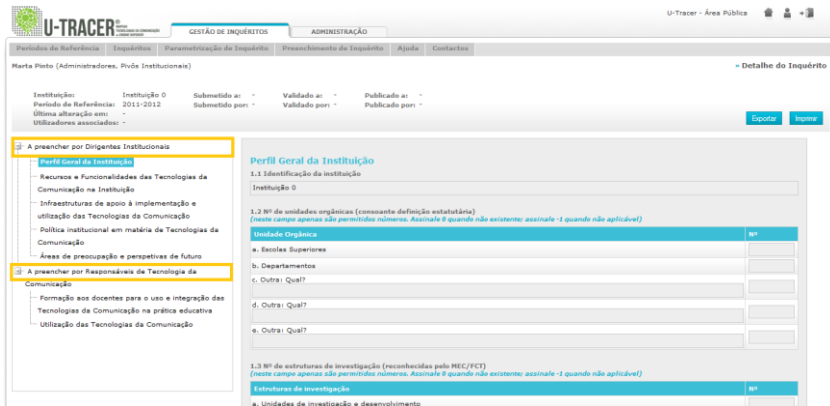 U-Tracer - Área Pública
U-TRACER®
GESTÃO DE INQUÉRITOS
ADMINISTRAÇÃO
Períodos de Referência Inquéritos Parametrização de Inquérito Preenchimento de Inquérito Ajuda Contactos
Marta Pinto (Administradores, Pivôs Institucionais)
» Detalhe do Inquérito
Instituição: Instituição 0 Submetido a: - Validado a: - Publicado a: -
Período de Referência: 2011-2012 Submetido por: - Validado por: - Publicado por: -
Última alteração em: -
Utilizadores associados: -
Exportar Imprimir
A preencher por Dirigentes Institucionais
Perfil Geral da Instituição
Recursos e Funcionalidades das Tecnologias da
Comunicação na Instituição
Infraestruturas de apoio à implementação e
utilização das Tecnologias da Comunicação
Política institucional em matéria de Tecnologias da
Comunicação
Áreas de preocupação e perspetivas de futuro
A preencher por Responsáveis de Tecnologia da
Comunicação
Formação aos docentes para o uso e integração das
Tecnologias da Comunicação na prática educativa
Utilização das Tecnologias da Comunicação
Perfil Geral da Instituição
1.1 Identificação da instituição
Instituição 0
1.2 Nº de unidades orgânicas (consoante definição estatutária)
(neste campo apenas são permitidos números. Assinale 0 quando não existente; assinale -1 quando não aplicável)
Unidade Orgânica Nº
a. Escolas Superiores
b. Departamentos
c. Outra: Qual?
d. Outra: Qual?
e. Outra: Qual?
1.3 Nº de estruturas de investigação (reconhecidas pelo MEC/FCT)
(neste campo apenas são permitidos números. Assinale 0 quando não existente; assinale -1 quando não aplicável)
Estruturas de investigação Nº
a. Unidades de investigação e desenvolvimento